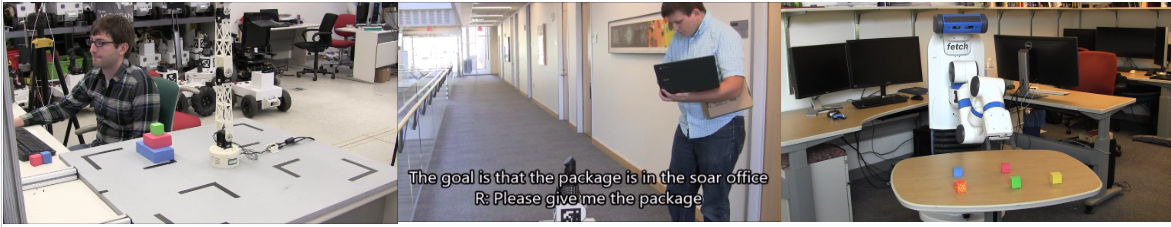 The goal is that the package is in the soar office
R: Please give me the package
fetch